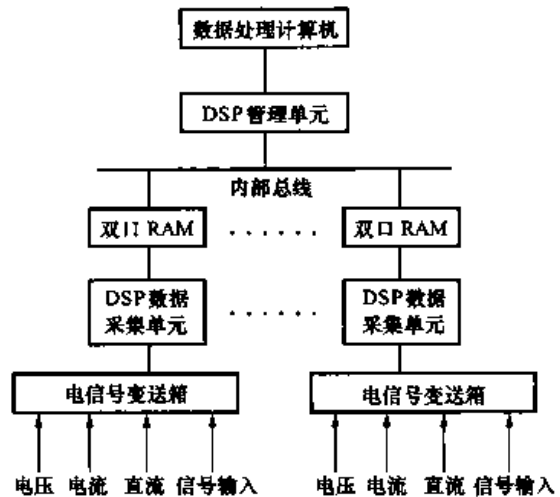 数据处理计算机
DSP管理单元
内部总线
双口 RAM
······
双口 RAM
DSP数据
采集单元
······
DSP数据
采集单元
电信号变送箱
电信号变送箱
电压 电流 直流 信号输入
电压 电流 直流 信号输入